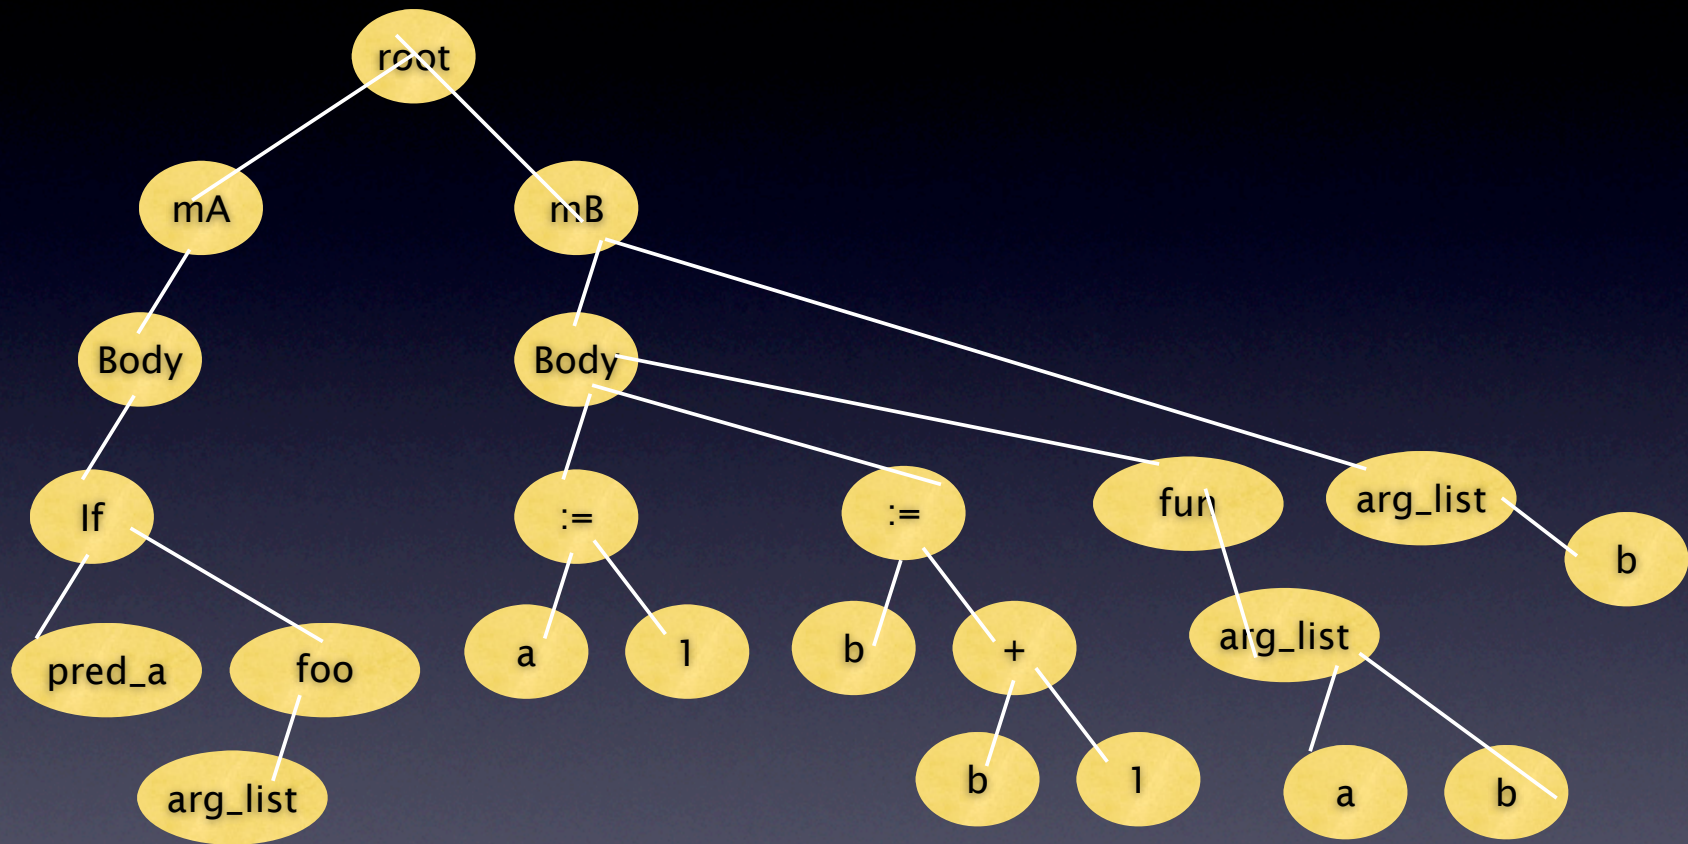 root
mA
mB
Body
Body
If
:=
:=
fun
arg_list
b
pred_a
foo
a
1
b
+
arg_list
arg_list
b
1
a
b